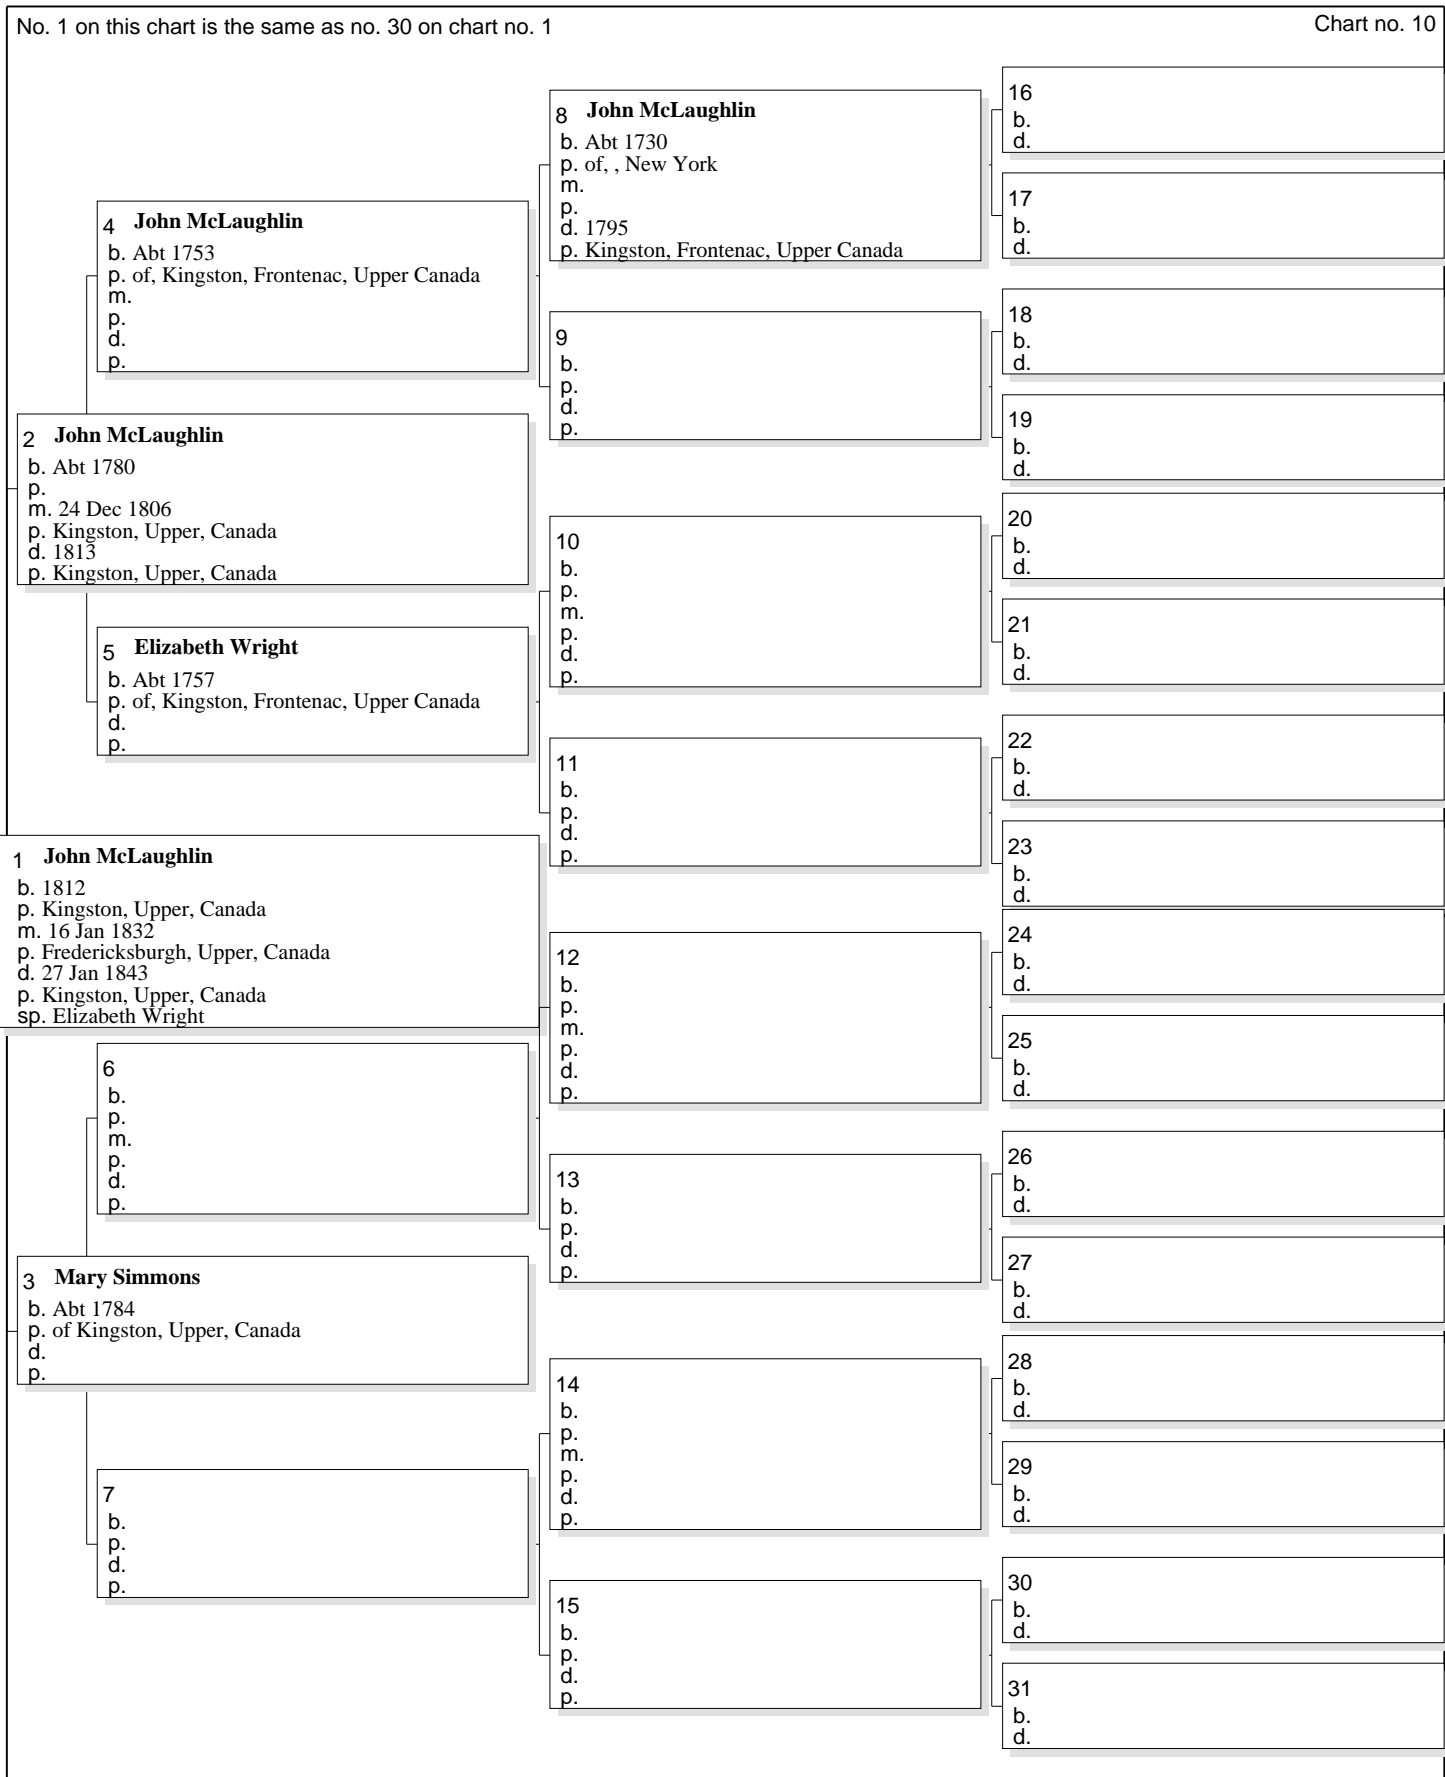 No. 1 on this chart is the same as no. 30 on chart no. 1
Chart no. 10
8 John McLaughlin
b. Abt 1730
p. of, , New York
m.
p.
d. 1795
p. Kingston, Frontenac, Upper Canada
4 John McLaughlin
b. Abt 1753
p. of, Kingston, Frontenac, Upper Canada
m.
p.
d.
p.
9
b.
p.
d.
p.
2 John McLaughlin
b. Abt 1780
p.
m. 24 Dec 1806
p. Kingston, Upper, Canada
d. 1813
p. Kingston, Upper, Canada
10
b.
p.
m.
p.
d.
p.
5 Elizabeth Wright
b. Abt 1757
p. of, Kingston, Frontenac, Upper Canada
d.
p.
11
b.
p.
d.
p.
1 John McLaughlin
b. 1812
p. Kingston, Upper, Canada
m. 16 Jan 1832
p. Fredericksburgh, Upper, Canada
d. 27 Jan 1843
p. Kingston, Upper, Canada
sp. Elizabeth Wright
12
b.
p.
m.
p.
d.
p.
6
b.
p.
m.
p.
d.
p.
13
b.
p.
d.
p.
3 Mary Simmons
b. Abt 1784
p. of Kingston, Upper, Canada
d.
p.
14
b.
p.
m.
p.
d.
p.
7
b.
p.
d.
p.
15
b.
p.
d.
p.
16
b.
d.
17
b.
d.
18
b.
d.
19
b.
d.
20
b.
d.
21
b.
d.
22
b.
d.
23
b.
d.
24
b.
d.
25
b.
d.
26
b.
d.
27
b.
d.
28
b.
d.
29
b.
d.
30
b.
d.
31
b.
d.